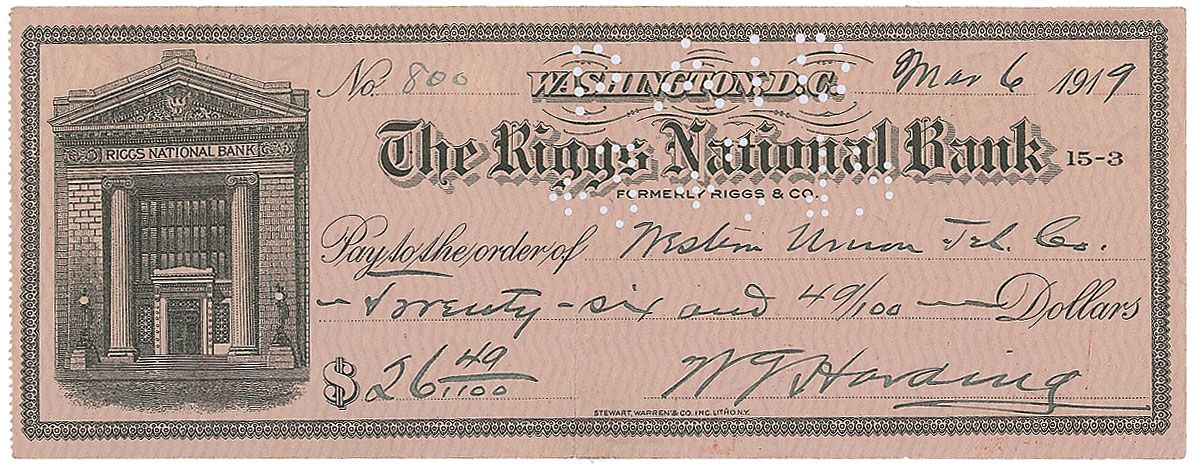 No. 800 WASHINGTON, D.C. Mar 6 1919
The Riggs National Bank 15-3
FORMERLY RIGGS & CO.
RIGGS NATIONAL BANK
Pay to the order of Western Union Tel. Co.
Twenty-six and 49/100 Dollars
$26 49/100 W G Harding
STEWART, WARREN & CO. INC. LITHO. N.Y.